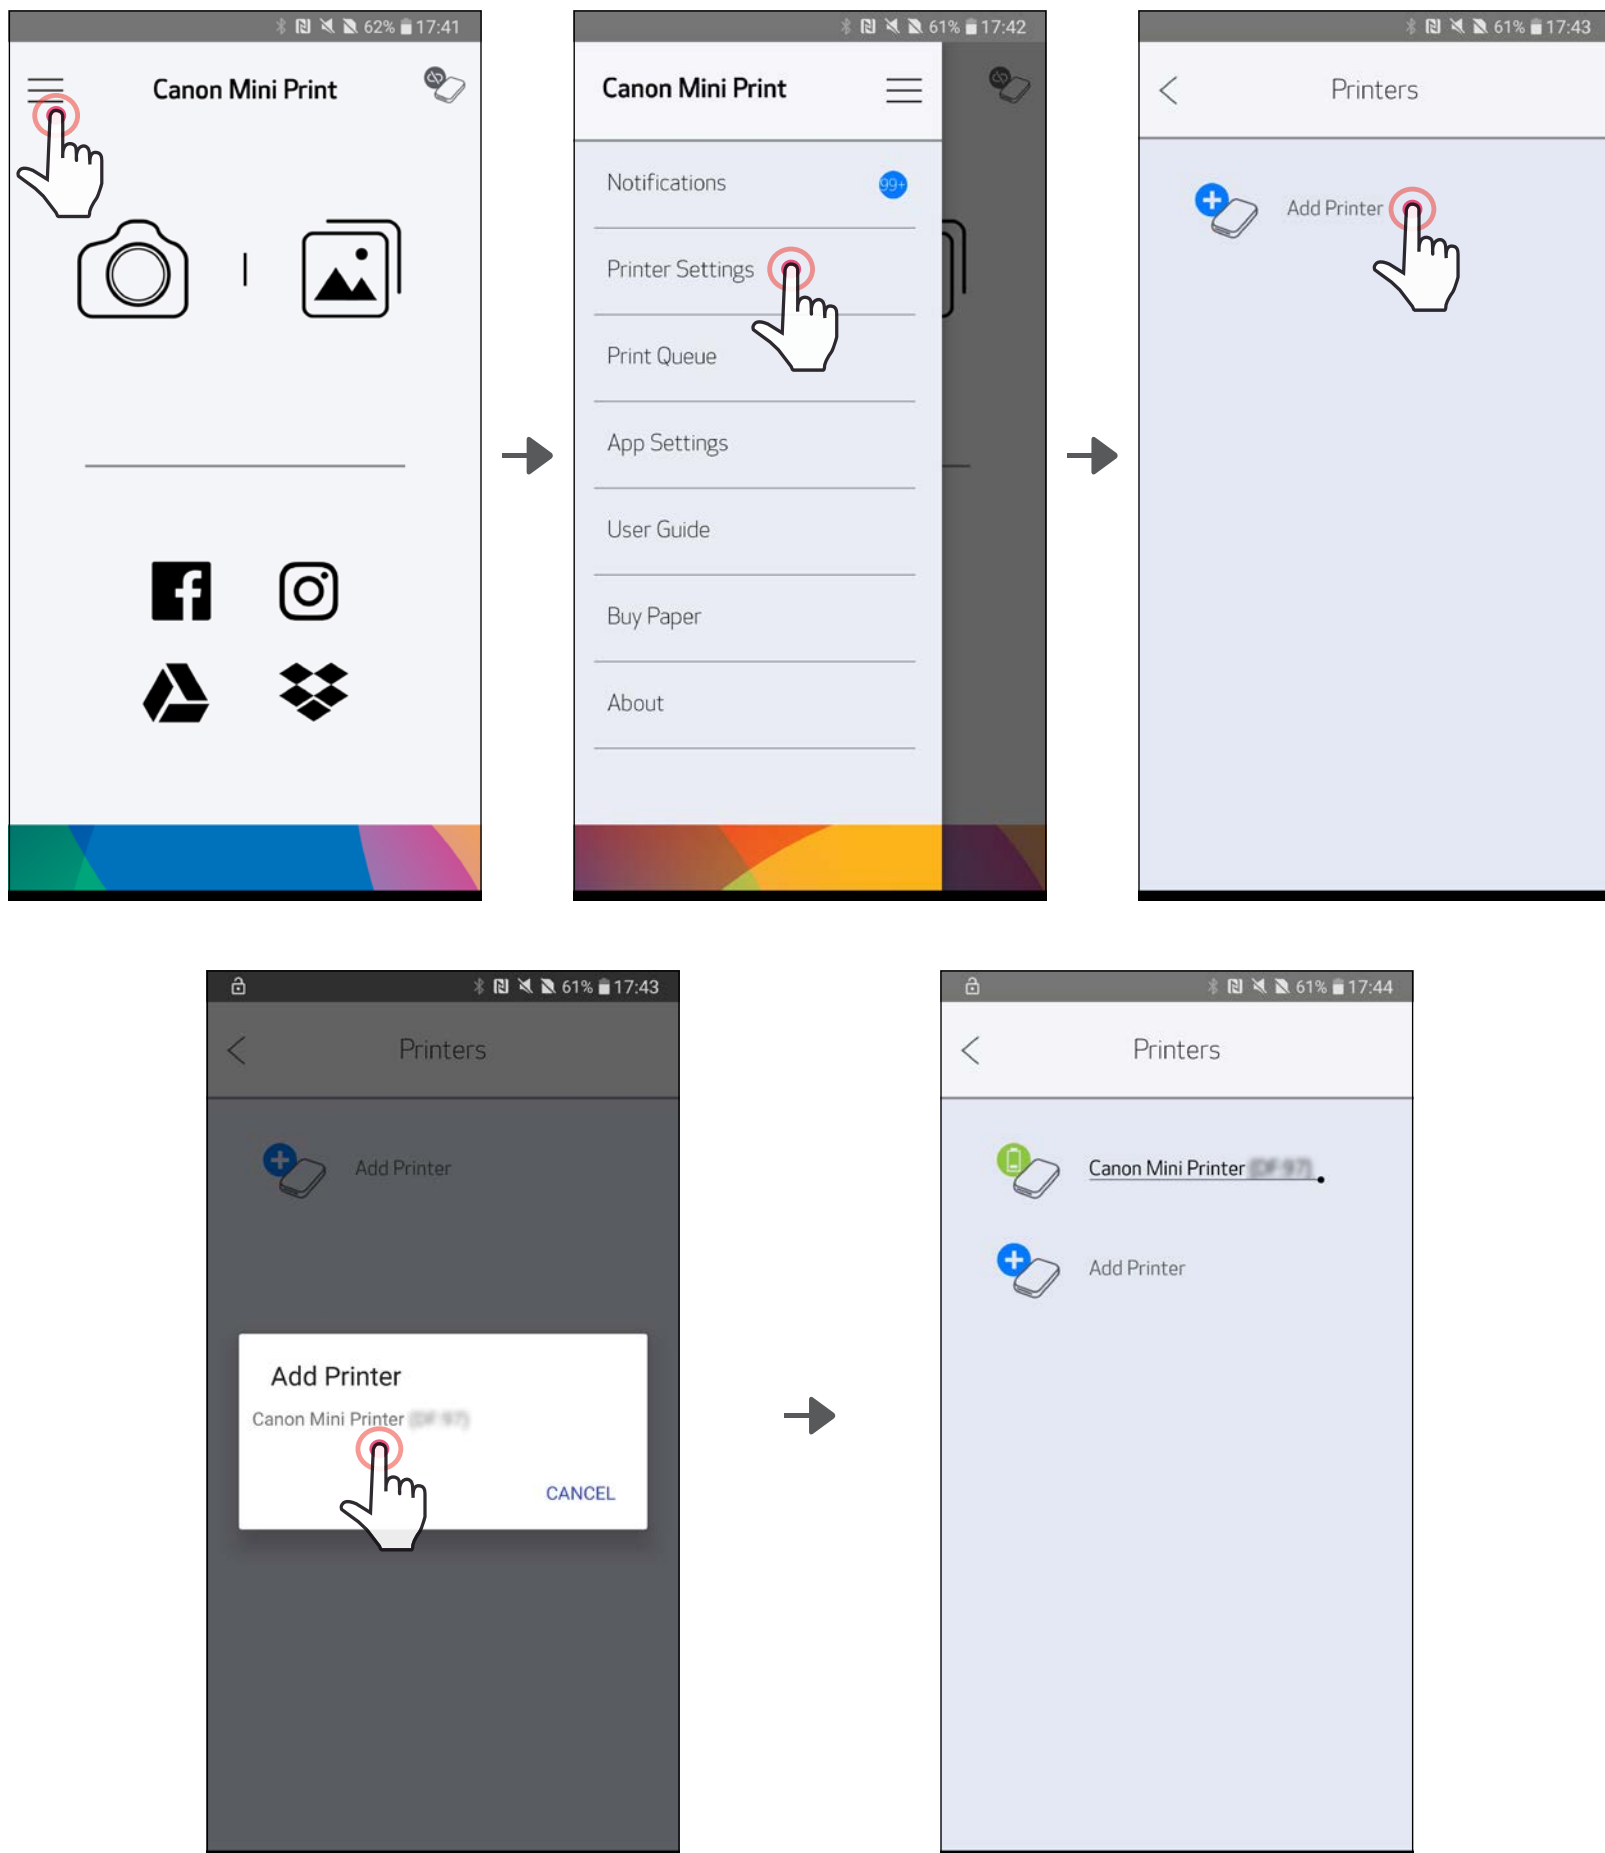 62% 17:41
Canon Mini Print
61% 17:42
Canon Mini Print
Notifications
99+
Printer Settings
Print Queue
App Settings
User Guide
Buy Paper
About
61% 17:43
Printers
Add Printer
61% 17:43
Printers
Add Printer
Add Printer
Canon Mini Printer
CANCEL
61% 17:44
Printers
Canon Mini Printer
Add Printer